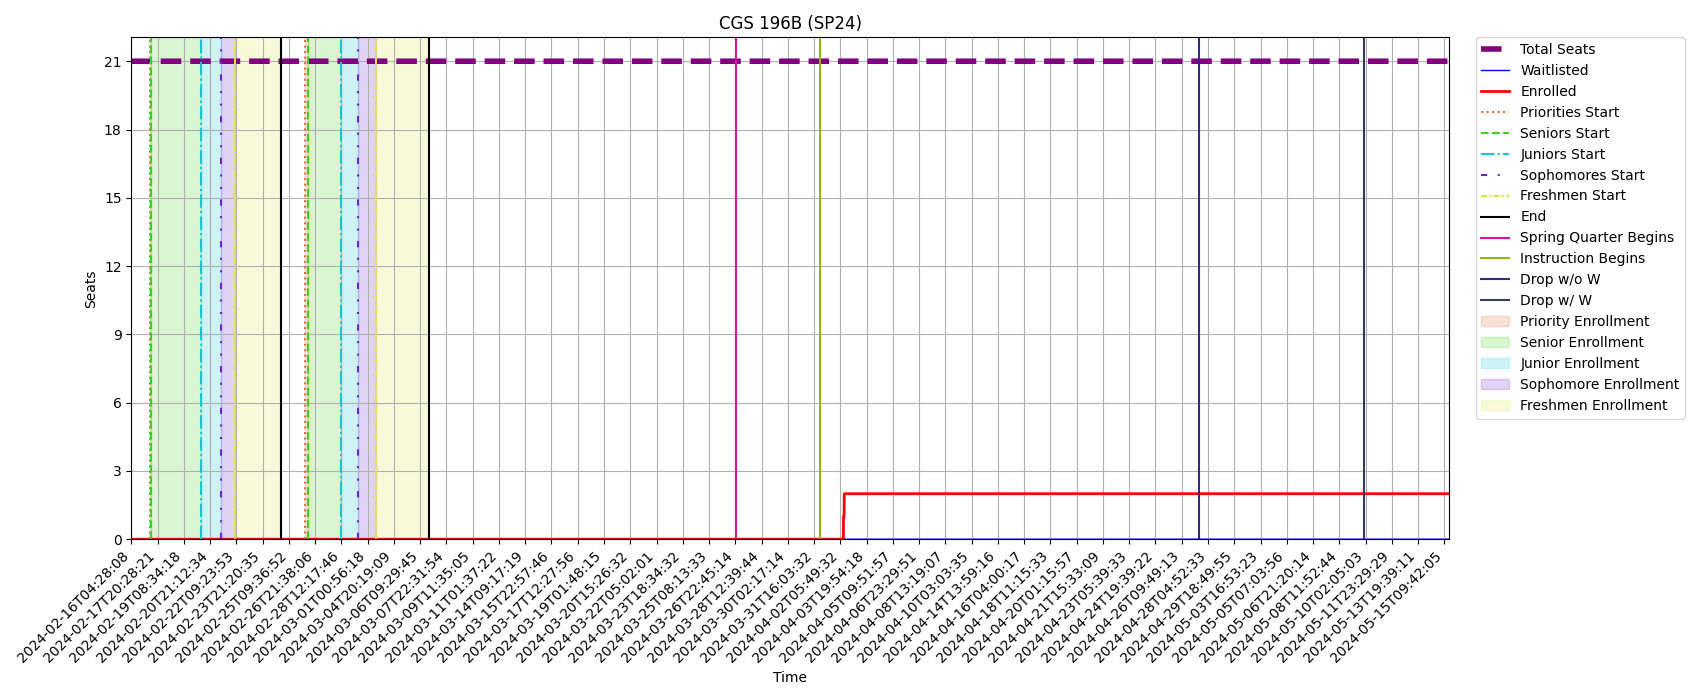 CGS 196B (SP24)
Seats
21
18
15
12
9
6
3
0
2024-02-16T04:28:08
2024-02-17T20:28:21
2024-02-19T08:34:18
2024-02-20T21:12:34
2024-02-22T09:23:53
2024-02-23T21:20:35
2024-02-25T09:36:52
2024-02-26T21:38:06
2024-02-28T12:17:46
2024-03-01T00:56:18
2024-03-04T20:19:09
2024-03-06T09:29:45
2024-03-07T22:31:54
2024-03-09T11:35:05
2024-03-11T01:37:22
2024-03-14T09:17:19
2024-03-15T22:57:46
2024-03-17T12:27:56
2024-03-19T01:48:15
2024-03-20T15:26:32
2024-03-22T05:02:01
2024-03-23T18:34:32
2024-03-25T08:13:33
2024-03-26T22:45:14
2024-03-28T12:39:44
2024-03-30T02:17:14
2024-03-31T16:03:32
2024-04-02T05:49:32
2024-04-03T19:54:18
2024-04-05T09:51:57
2024-04-06T23:29:51
2024-04-08T13:19:07
2024-04-10T03:03:35
2024-04-14T13:59:16
2024-04-16T04:00:17
2024-04-18T11:15:33
2024-04-20T01:15:57
2024-04-21T15:33:09
2024-04-23T05:39:33
2024-04-24T19:39:22
2024-04-26T09:49:13
2024-04-28T04:52:33
2024-04-29T18:49:55
2024-05-03T16:53:23
2024-05-05T07:03:56
2024-05-06T21:20:14
2024-05-08T11:52:44
2024-05-10T02:05:03
2024-05-11T23:29:29
2024-05-13T19:39:11
2024-05-15T09:42:05
Time
Total Seats
Waitlisted
Enrolled
Priorities Start
Seniors Start
Juniors Start
Sophomores Start
Freshmen Start
End
Spring Quarter Begins
Instruction Begins
Drop w/o W
Drop w/ W
Priority Enrollment
Senior Enrollment
Junior Enrollment
Sophomore Enrollment
Freshmen Enrollment